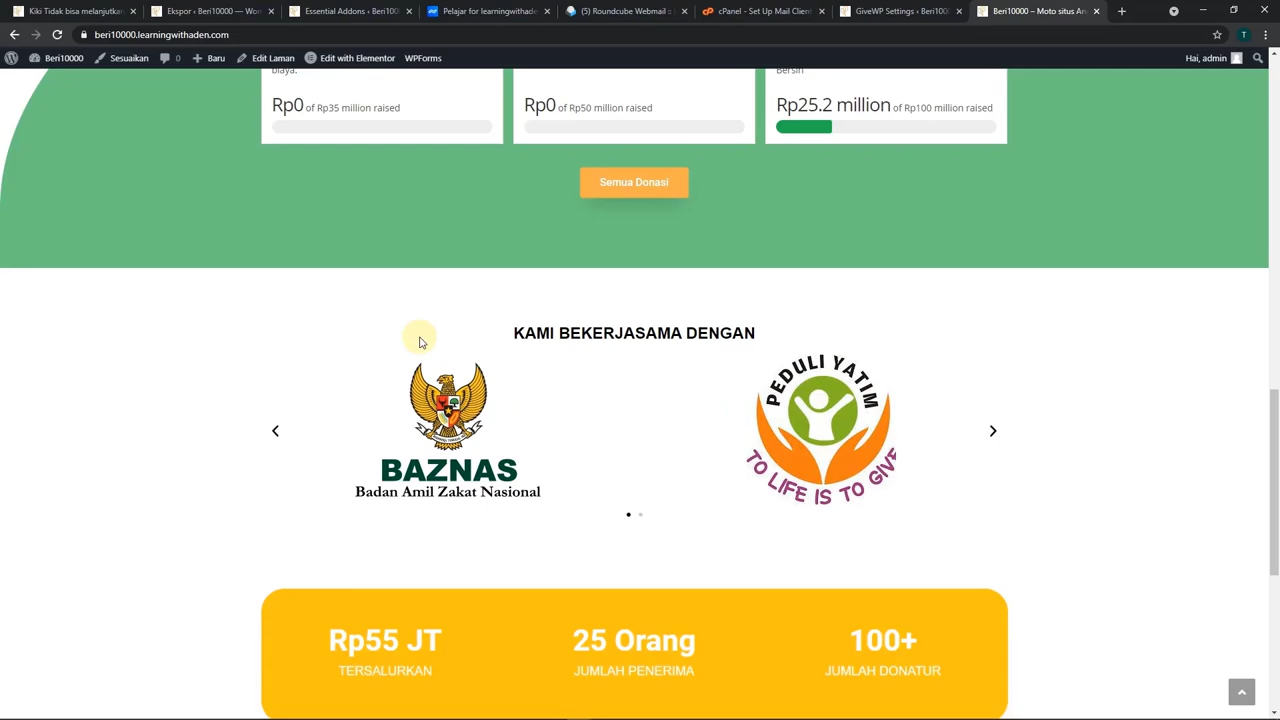 Kiki Tidak bisa melanjutkan
Ekspor ‹ Beri10000 — Wor
Essential Addons ‹ Beri100
Pelajar for learningwithade
(5) Roundcube Webmail ::
cPanel - Set Up Mail Client
GiveWP Settings ‹ Beri100
Beri10000 – Moto situs An
beri10000.learningwithaden.com
T
Beri10000
Sesuaikan
0
Baru
Edit Laman
Edit with Elementor
WPForms
Hai, admin
biaya.
Bersih
Rp0 of Rp35 million raised
Rp0 of Rp50 million raised
Rp25.2 million of Rp100 million raised
Semua Donasi
KAMI BEKERJASAMA DENGAN
BAZNAS
Badan Amil Zakat Nasional
PEDULI YATIM
TO LIFE IS TO GIVE
Rp55 JT
TERSALURKAN
25 Orang
JUMLAH PENERIMA
100+
JUMLAH DONATUR